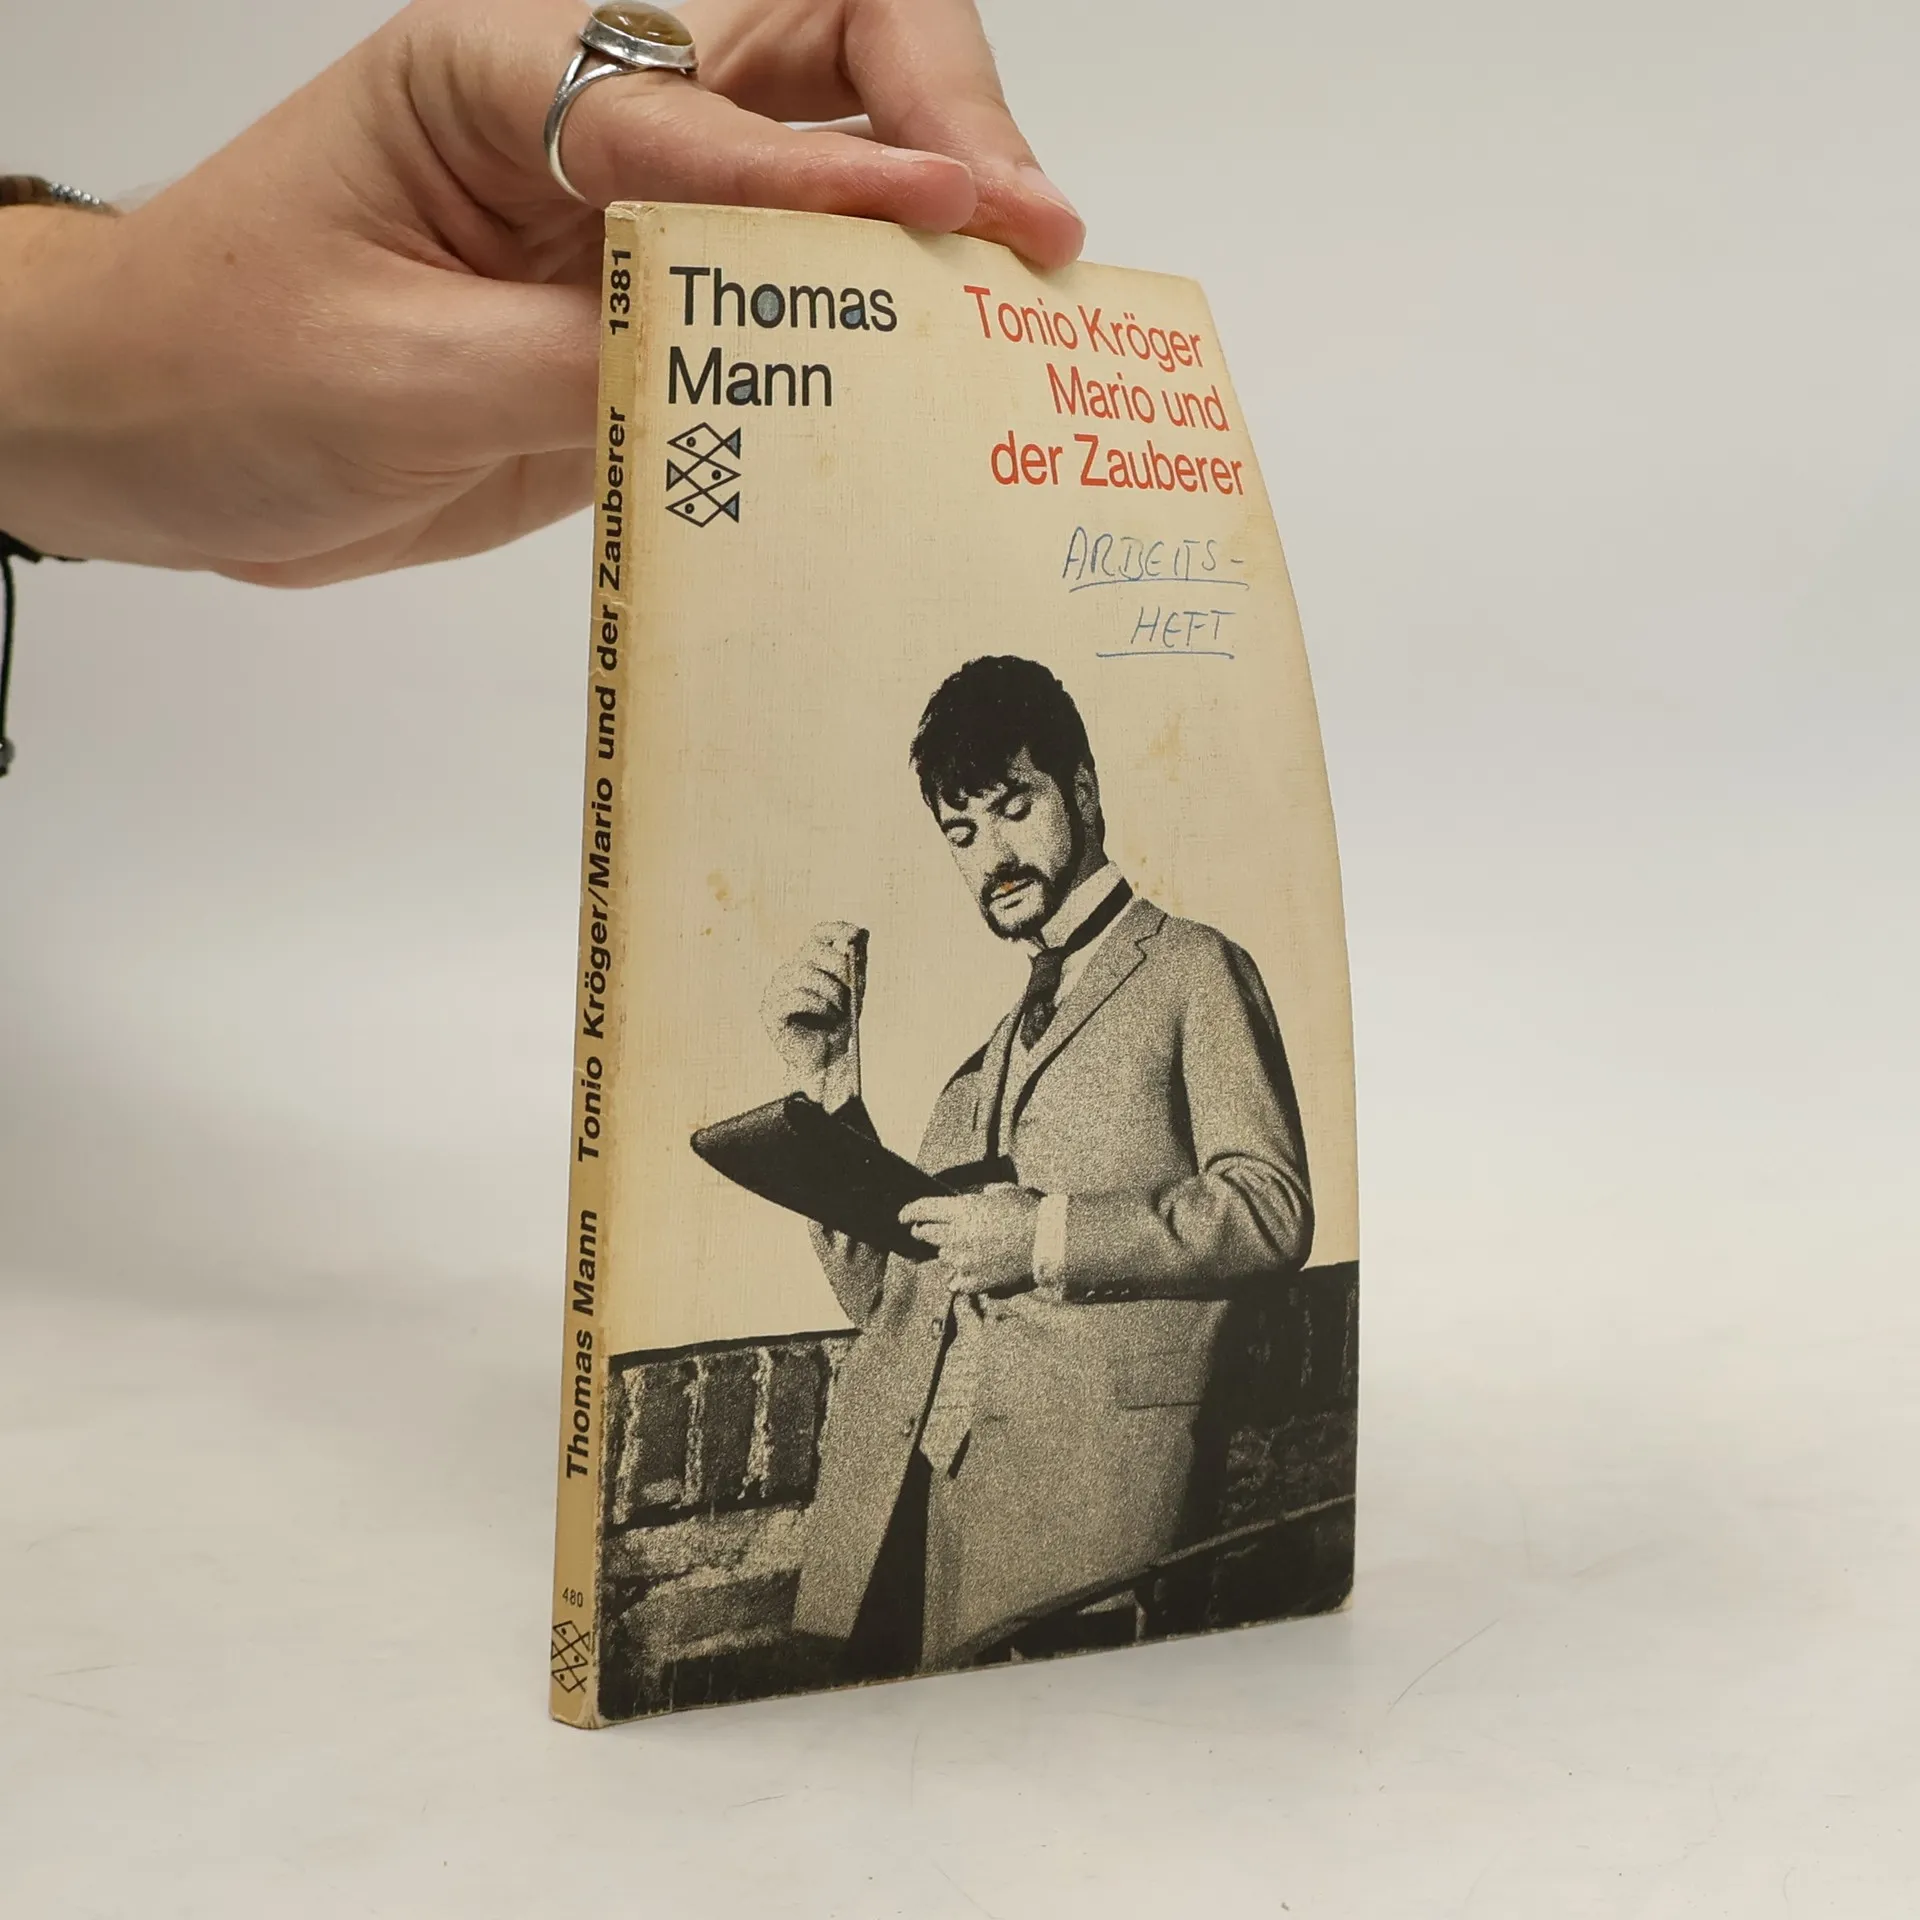 Thomas
Mann
Tonio Kröger
Mario und
der Zauberer
ARBEITS-
HEFT
Thomas Mann Tonio Kröger/Mario und der Zauberer 1381
480